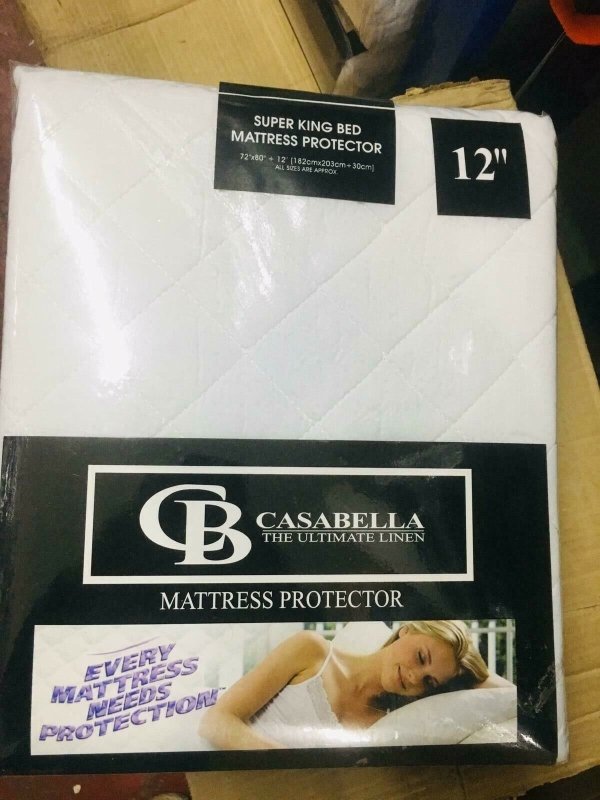 SUPER KING BED
MATTRESS PROTECTOR
72"x80" + 12" [182cmx203cm+30cm]
ALL SIZES ARE APPROX.
12"
CB
CASABELLA
THE ULTIMATE LINEN
MATTRESS PROTECTOR
EVERY
MATTRESS
NEEDS
PROTECTION™